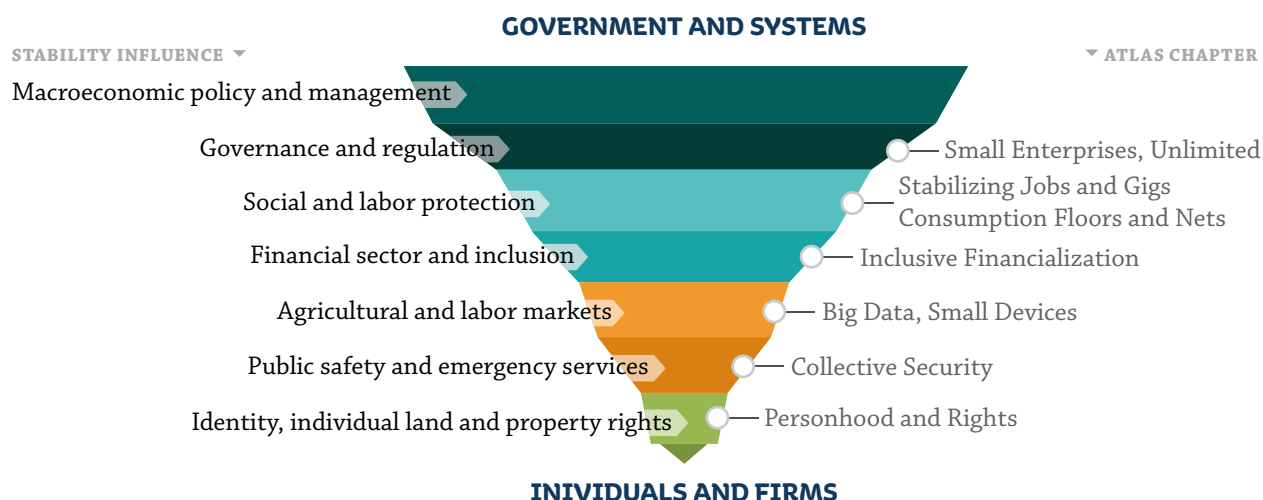 GOVERNMENT AND SYSTEMS
STABILITY INFLUENCE
ATLAS CHAPTER
Macroeconomic policy and management
Governance and regulation
Small Enterprises, Unlimited
Social and labor protection
Stabilizing Jobs and Gigs
Consumption Floors and Nets
Financial sector and inclusion
Inclusive Financialization
Agricultural and labor markets
Big Data, Small Devices
Public safety and emergency services
Collective Security
Identity, individual land and property rights
Personhood and Rights
INIVIDUALS AND FIRMS